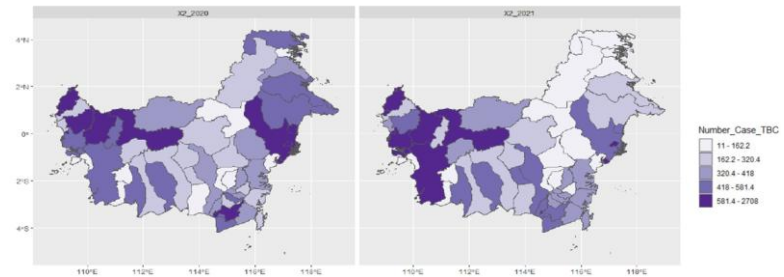 X2_2020
X2_2021
4°N
2°N
0°
2°S
4°S
110°E 112°E 114°E 116°E 118°E
110°E 112°E 114°E 116°E 118°E
Number_Case_TBC
11 - 162.2
162.2 - 320.4
320.4 - 418
418 - 581.4
581.4 - 2708